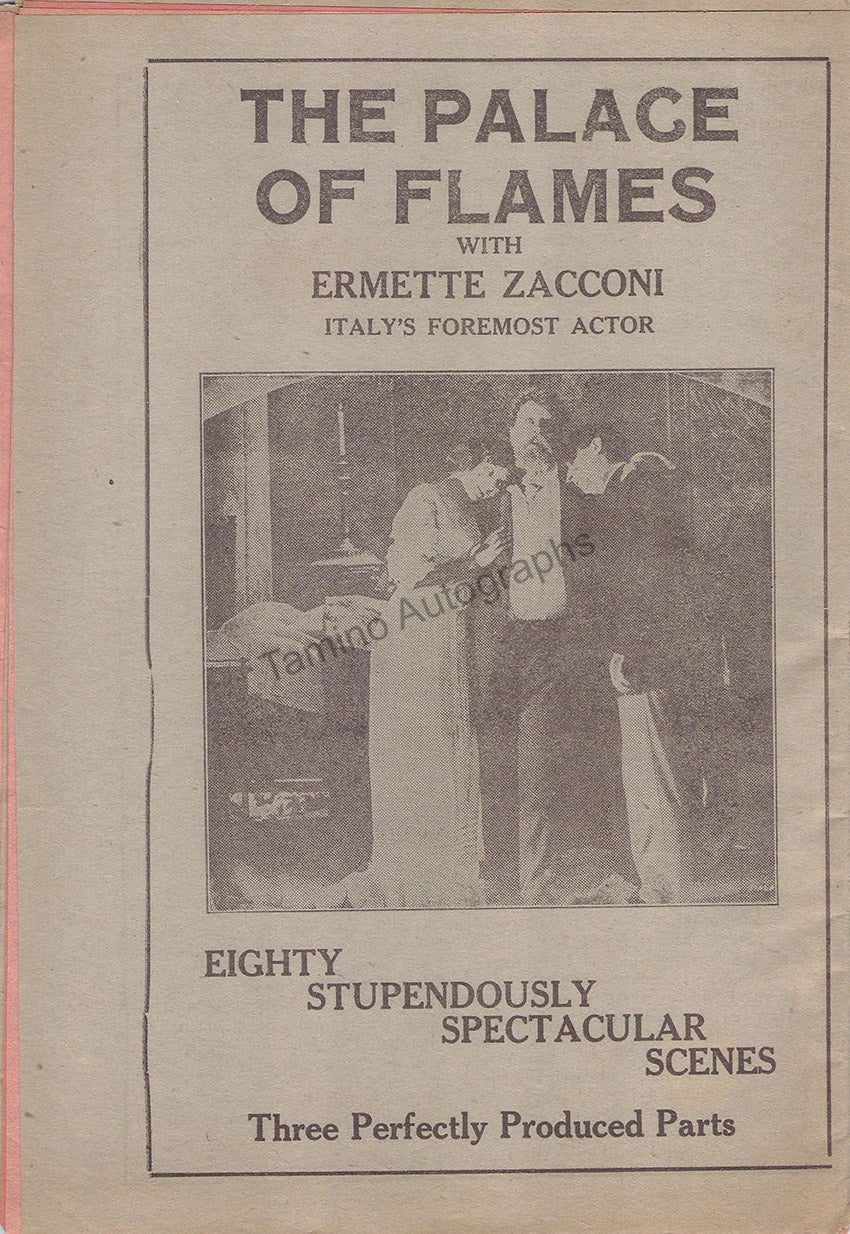 THE PALACE
OF FLAMES
WITH
ERMETTE ZACCONI
ITALY'S FOREMOST ACTOR
Tamino Autographs
EIGHTY
STUPENDOUSLY
SPECTACULAR
SCENES
Three Perfectly Produced Parts